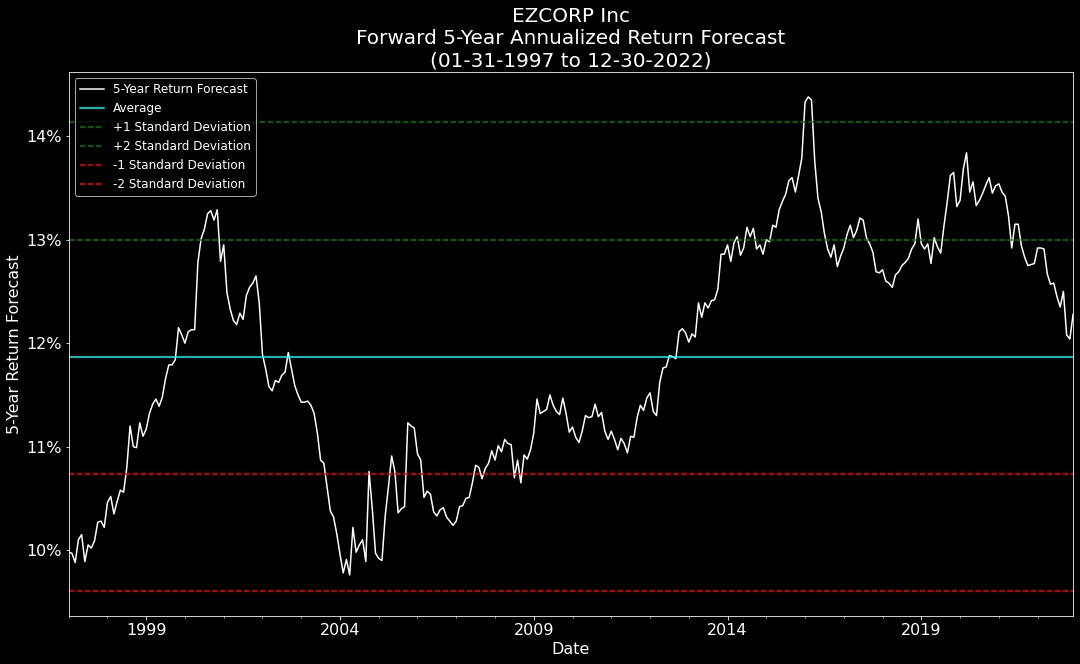 EZCORP Inc
Forward 5-Year Annualized Return Forecast
(01-31-1997 to 12-30-2022)
5-Year Return Forecast
Average
+1 Standard Deviation
+2 Standard Deviation
-1 Standard Deviation
-2 Standard Deviation
14%
13%
12%
11%
10%
5-Year Return Forecast
1999
2004
2009
2014
2019
Date